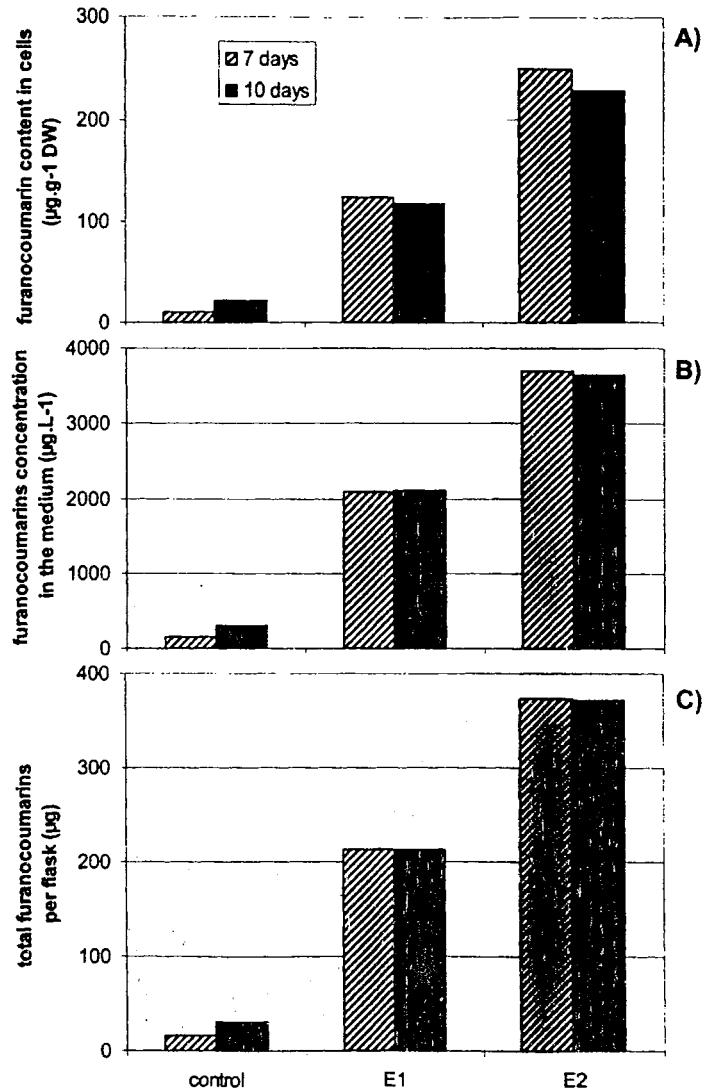 A)
furanocoumarin content in cells
(µg.g-1 DW)
300
200
100
0
7 days
10 days
B)
furanocoumarins concentration
in the medium (µg.L-1)
4000
3000
2000
1000
0
C)
total furanocoumarins
per flask (µg)
400
300
200
100
0
control
E1
E2